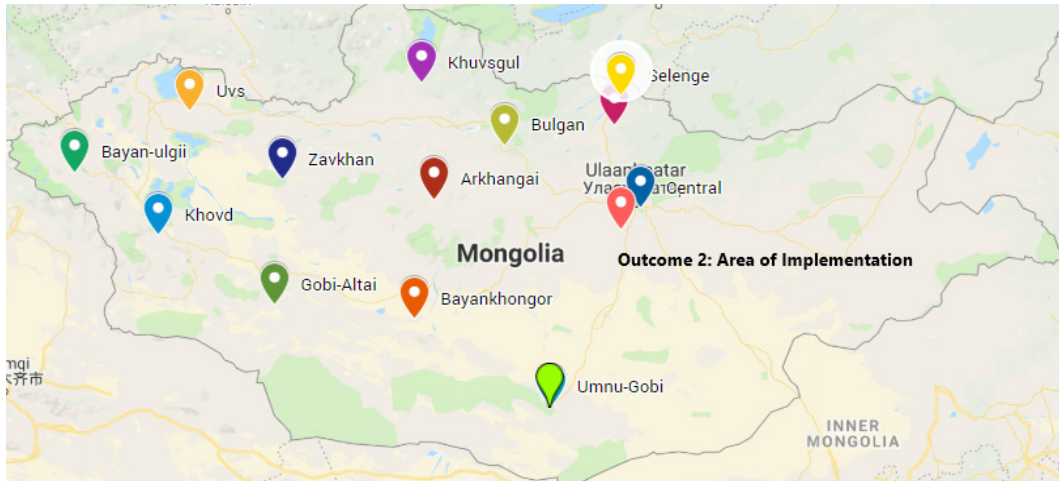 Khuvsgul
Selenge
Uvs
Bulgan
Bayan-ulgii
Zavkhan
Arkhangai
Central
Khovd
Mongolia
Outcome 2: Area of Implementation
Gobi-Altai
Bayankhongor
Umnu-Gobi
INNER
MONGOLIA